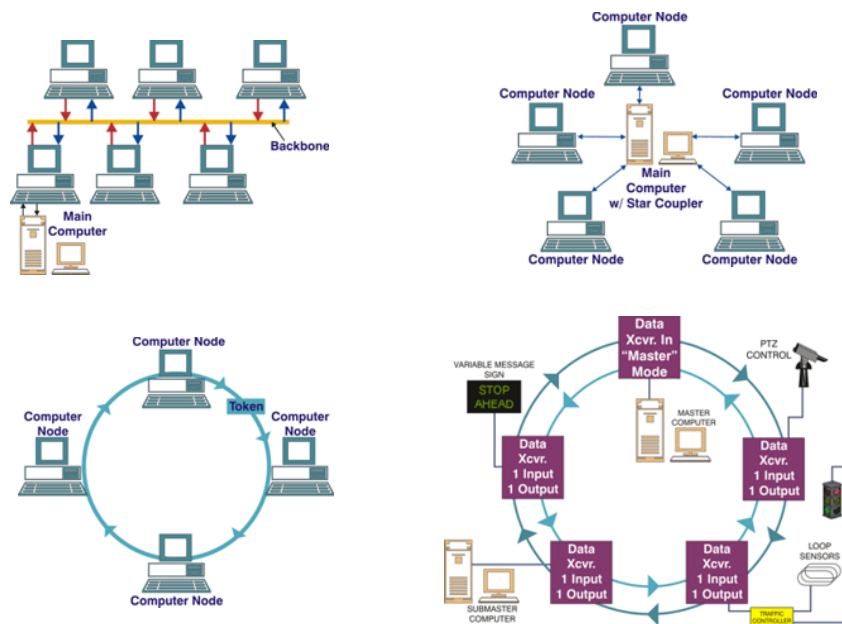 Backbone
Main
Computer
Computer Node
Computer Node
Computer Node
Main
Computer
w/ Star Coupler
Computer Node
Computer Node
Computer Node
Token
Computer
Node
Computer
Node
Computer Node
Data
Xcvr. In
“Master”
Mode
VARIABLE MESSAGE
SIGN
STOP
AHEAD
PTZ
CONTROL
MASTER
COMPUTER
Data
Xcvr.
1 Input
1 Output
Data
Xcvr.
1 Input
1 Output
Data
Xcvr.
1 Input
1 Output
Data
Xcvr.
1 Input
1 Output
SUBMASTER
COMPUTER
LOOP
SENSORS
TRAFFIC
CONTROLLER